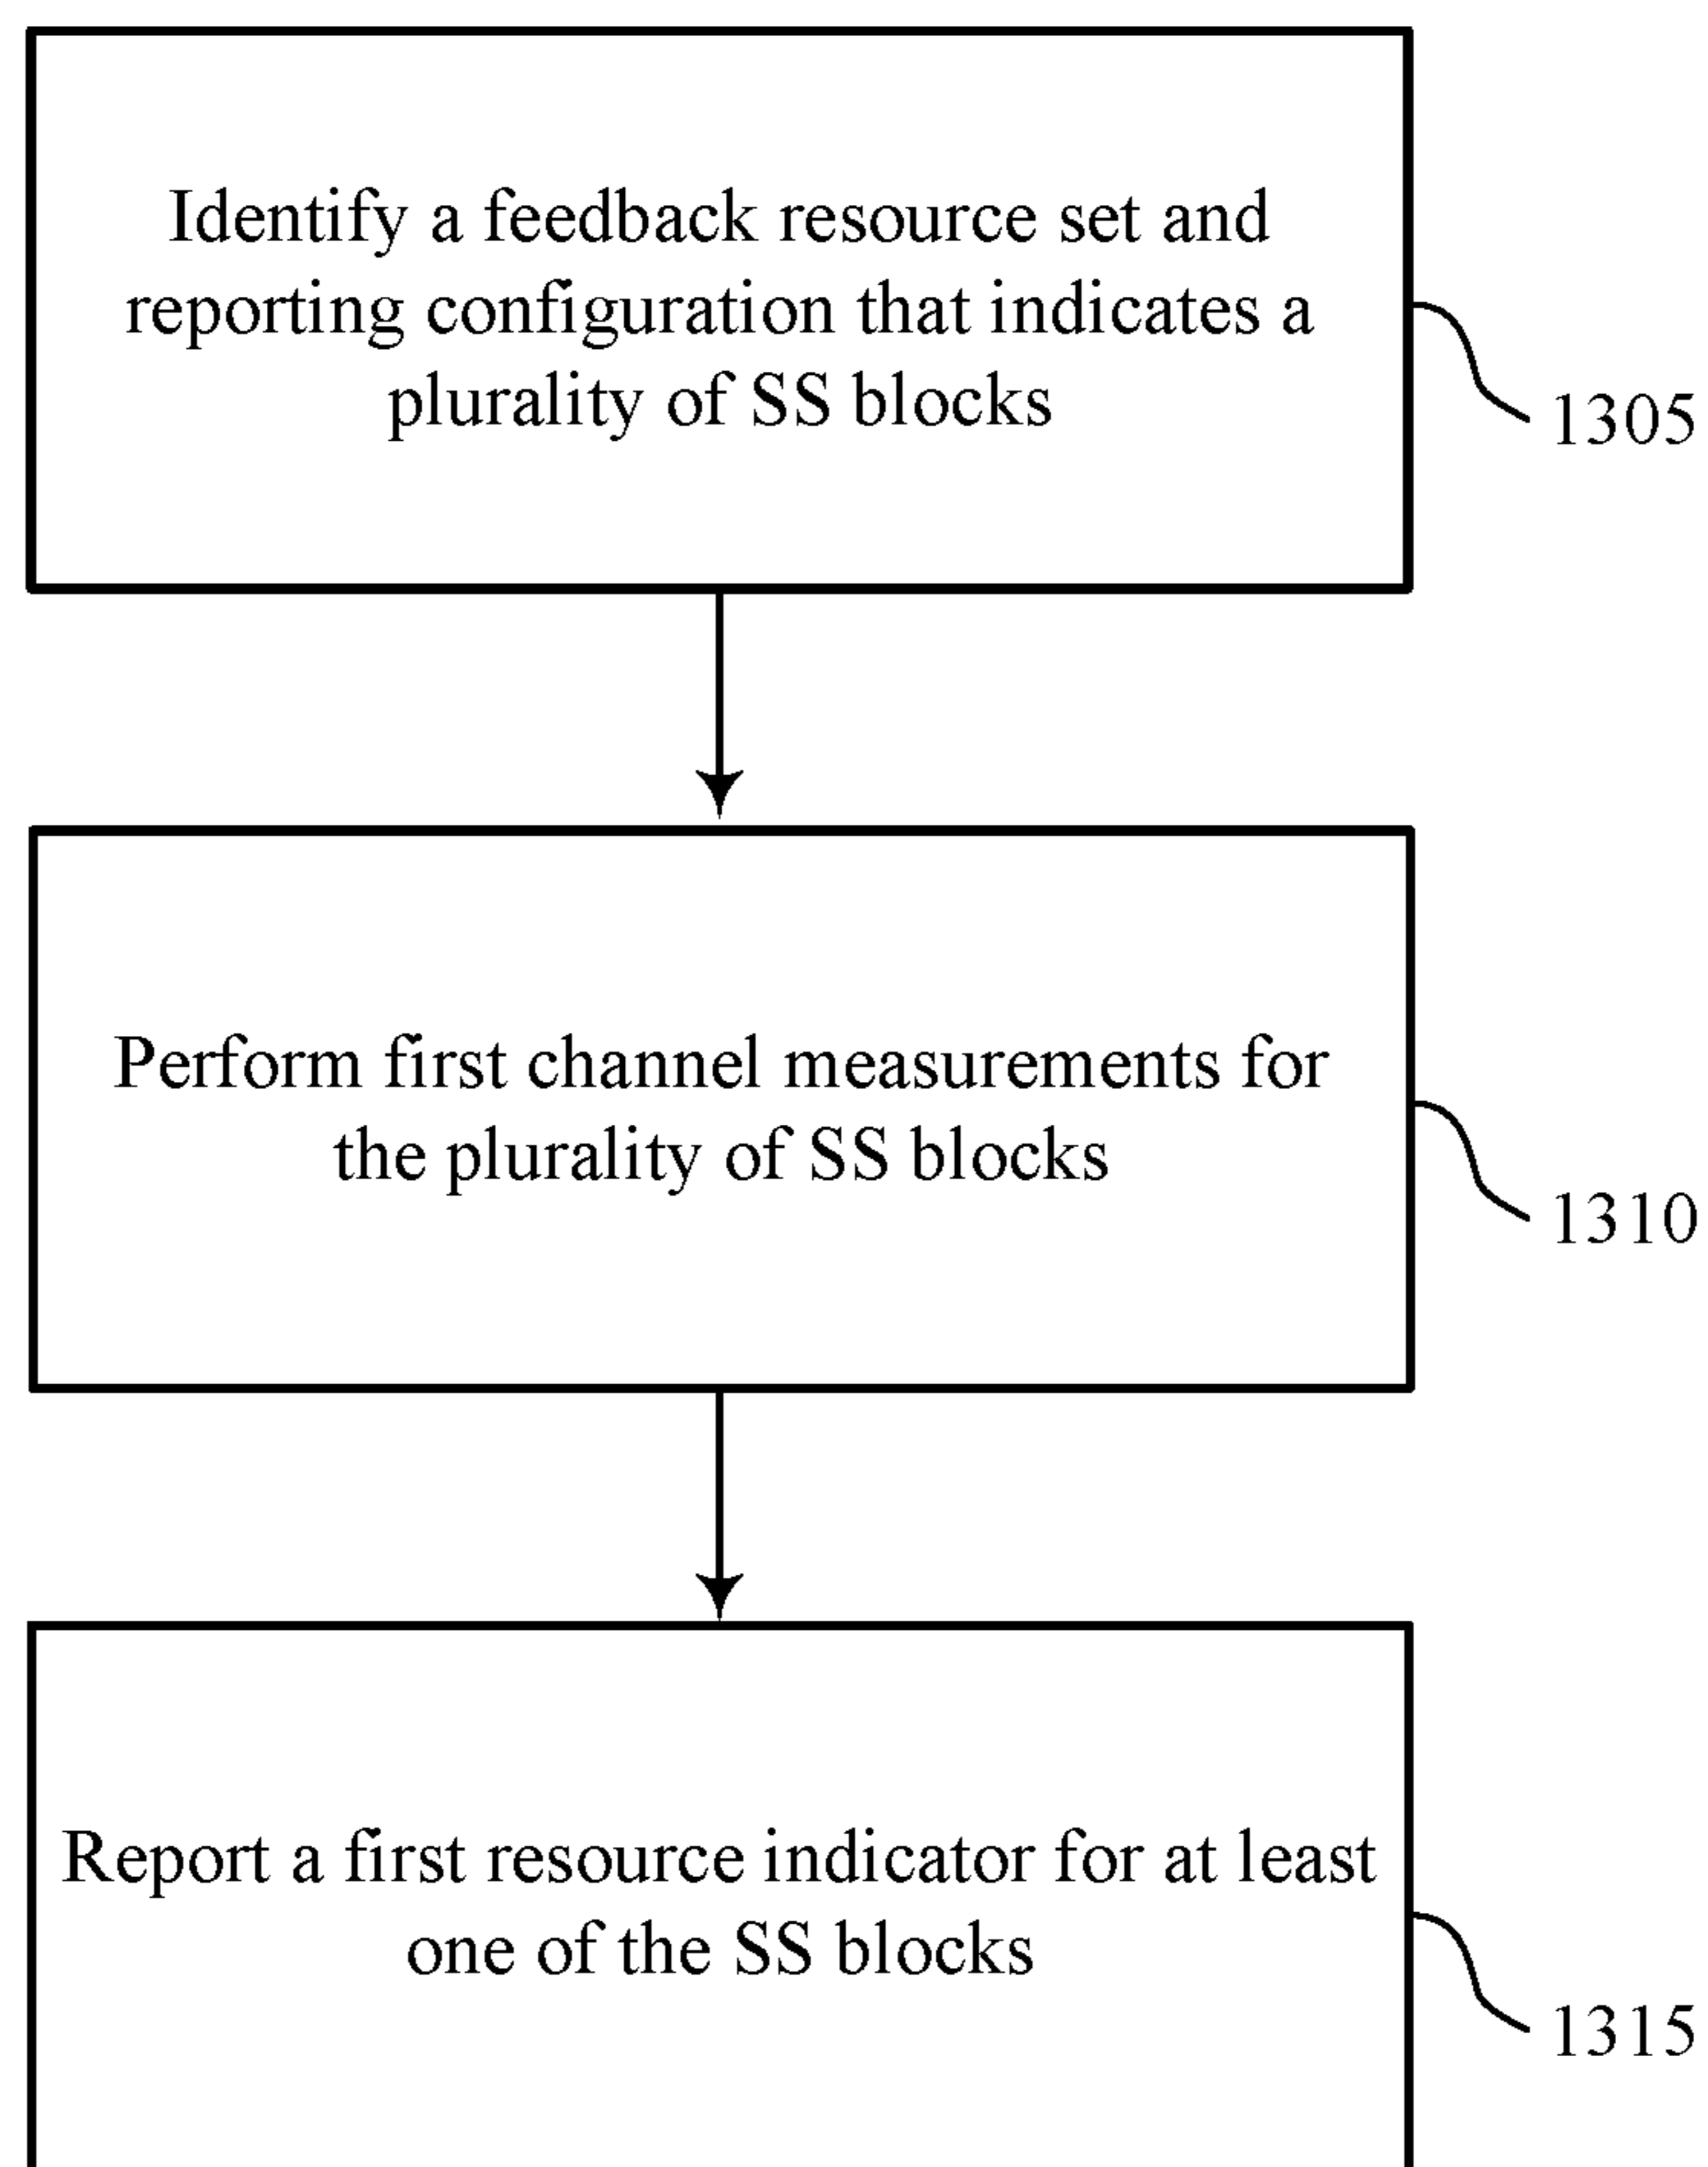 Identify a feedback resource set and
reporting configuration that indicates a
plurality of SS blocks
1305
Perform first channel measurements for
the plurality of SS blocks
1310
Report a first resource indicator for at least
one of the SS blocks
1315